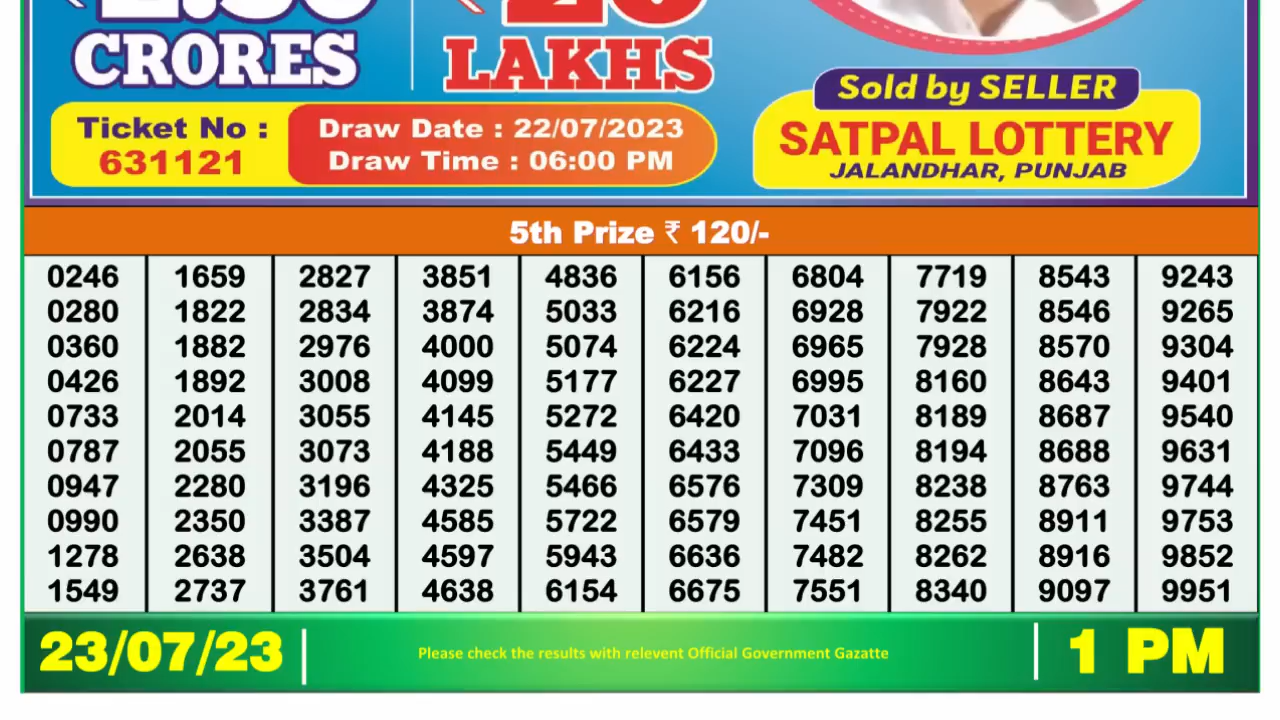 CRORES
LAKHS
Ticket No :
631121
Draw Date : 22/07/2023
Draw Time : 06:00 PM
Sold by SELLER
SATPAL LOTTERY
JALANDHAR, PUNJAB
5th Prize ₹ 120/-
0246 1659 2827 3851 4836 6156 6804 7719 8543 9243
0280 1822 2834 3874 5033 6216 6928 7922 8546 9265
0360 1882 2976 4000 5074 6224 6965 7928 8570 9304
0426 1892 3008 4099 5177 6227 6995 8160 8643 9401
0733 2014 3055 4145 5272 6420 7031 8189 8687 9540
0787 2055 3073 4188 5449 6433 7096 8194 8688 9631
0947 2280 3196 4325 5466 6576 7309 8238 8763 9744
0990 2350 3387 4585 5722 6579 7451 8255 8911 9753
1278 2638 3504 4597 5943 6636 7482 8262 8916 9852
1549 2737 3761 4638 6154 6675 7551 8340 9097 9951
23/07/23
Please check the results with relevent Official Government Gazatte
1 PM